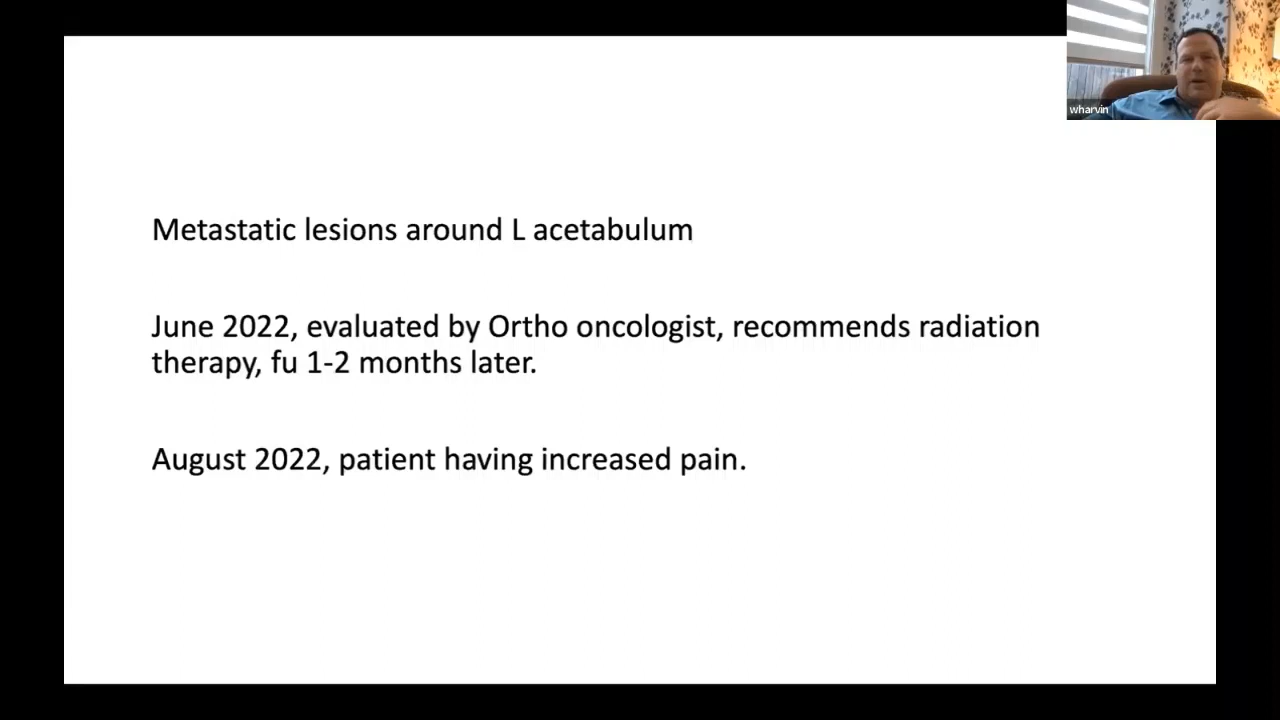 wharvin
Metastatic lesions around L acetabulum
June 2022, evaluated by Ortho oncologist, recommends radiation
therapy, fu 1-2 months later.
August 2022, patient having increased pain.